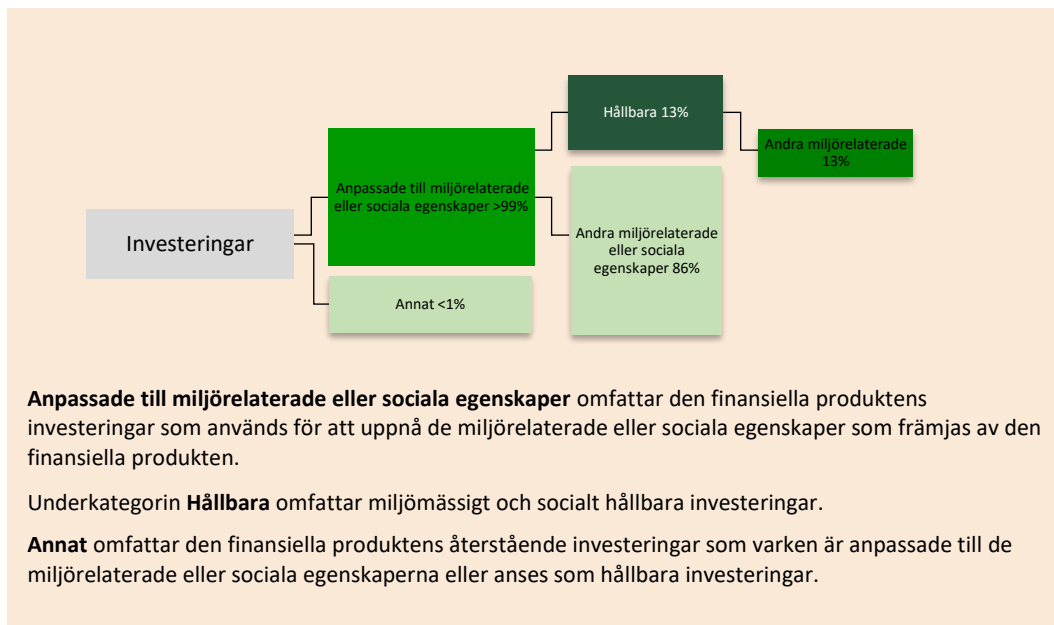 Hållbara 13%
Andra miljörelaterade
13%
Anpassade till miljörelaterade
eller sociala egenskaper >99%
Investeringar
Andra miljörelaterade
eller sociala
egenskaper 86%
Annat <1%
Anpassade till miljörelaterade eller sociala egenskaper omfattar den finansiella produktens
investeringar som används för att uppnå de miljörelaterade eller sociala egenskaper som främjas av den
finansiella produkten.
Underkategorin Hållbara omfattar miljömässigt och socialt hållbara investeringar.
Annat omfattar den finansiella produktens återstående investeringar som varken är anpassade till de
miljörelaterade eller sociala egenskaperna eller anses som hållbara investeringar.